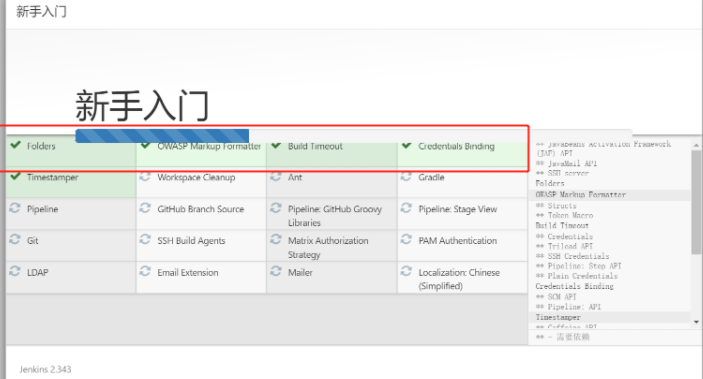 新手入门
新手入门
Folders
OWASP Markup Formatter
Build Timeout
Credentials Binding
Timestamper
Workspace Cleanup
Ant
Gradle
Pipeline
GitHub Branch Source
Pipeline: GitHub Groovy
Libraries
Pipeline: Stage View
Git
SSH Build Agents
Matrix Authorization
Strategy
PAM Authentication
LDAP
Email Extension
Mailer
Localization: Chinese
(Simplified)
** JavaBeans Activation Framework
(JAF) API
** JavaMail API
** SSH server
Folders
OWASP Markup Formatter
** Structs
** Token Macro
Build Timeout
** Credentials
** Trilead API
** SSH Credentials
** Pipeline: Step API
** Plain Credentials
Credentials Binding
** SCM API
** Pipeline: API
Timestamper
** Caffeine API
** - 需要依赖
Jenkins 2.343